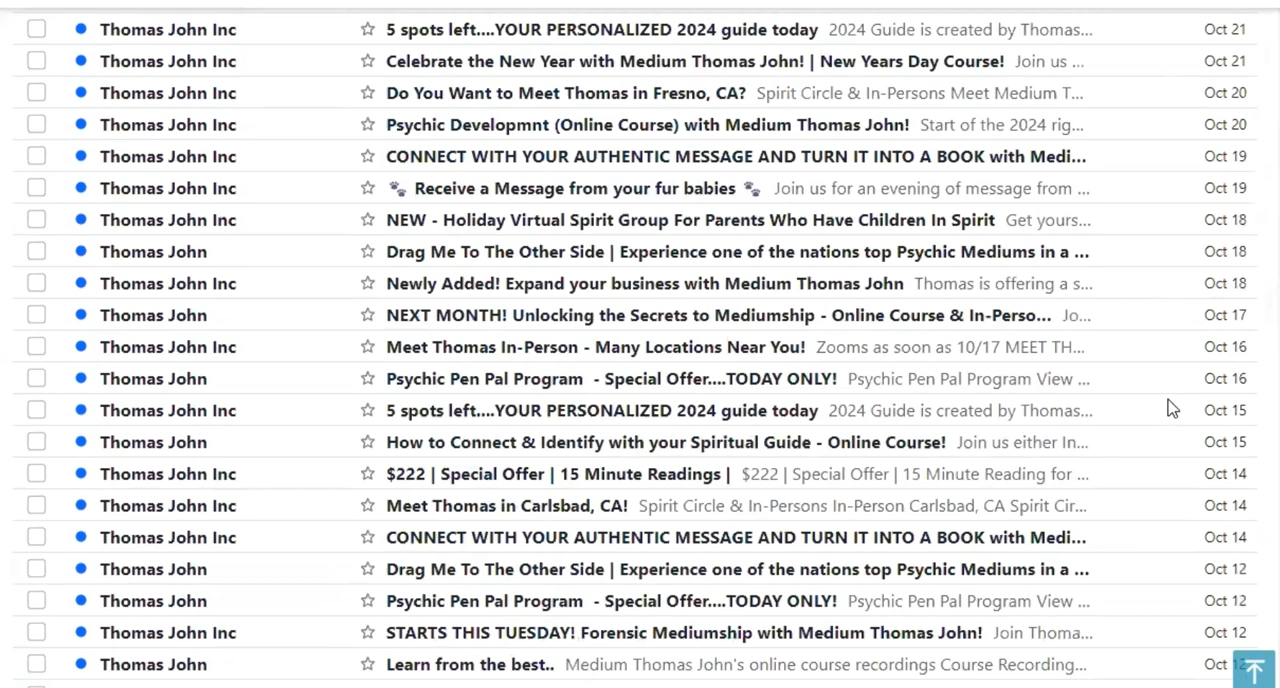 Thomas John Inc 5 spots left....YOUR PERSONALIZED 2024 guide today 2024 Guide is created by Thomas... Oct 21
Thomas John Inc Celebrate the New Year with Medium Thomas John! | New Years Day Course! Join us ... Oct 21
Thomas John Inc Do You Want to Meet Thomas in Fresno, CA? Spirit Circle & In-Persons Meet Medium T... Oct 20
Thomas John Inc Psychic Developmnt (Online Course) with Medium Thomas John! Start of the 2024 rig... Oct 20
Thomas John Inc CONNECT WITH YOUR AUTHENTIC MESSAGE AND TURN IT INTO A BOOK with Medi... Oct 19
Thomas John Inc 🐾 Receive a Message from your fur babies 🐾 Join us for an evening of message from ... Oct 19
Thomas John Inc NEW - Holiday Virtual Spirit Group For Parents Who Have Children In Spirit Get yours... Oct 18
Thomas John Drag Me To The Other Side | Experience one of the nations top Psychic Mediums in a ... Oct 18
Thomas John Inc Newly Added! Expand your business with Medium Thomas John Thomas is offering a s... Oct 18
Thomas John NEXT MONTH! Unlocking the Secrets to Mediumship - Online Course & In-Perso... Jo... Oct 17
Thomas John Inc Meet Thomas In-Person - Many Locations Near You! Zooms as soon as 10/17 MEET TH... Oct 16
Thomas John Psychic Pen Pal Program - Special Offer....TODAY ONLY! Psychic Pen Pal Program View ... Oct 16
Thomas John Inc 5 spots left....YOUR PERSONALIZED 2024 guide today 2024 Guide is created by Thomas... Oct 15
Thomas John How to Connect & Identify with your Spiritual Guide - Online Course! Join us either In... Oct 15
Thomas John Inc $222 | Special Offer | 15 Minute Readings | $222 | Special Offer | 15 Minute Reading for ... Oct 14
Thomas John Inc Meet Thomas in Carlsbad, CA! Spirit Circle & In-Persons In-Person Carlsbad, CA Spirit Cir... Oct 14
Thomas John Inc CONNECT WITH YOUR AUTHENTIC MESSAGE AND TURN IT INTO A BOOK with Medi... Oct 14
Thomas John Drag Me To The Other Side | Experience one of the nations top Psychic Mediums in a ... Oct 12
Thomas John Psychic Pen Pal Program - Special Offer....TODAY ONLY! Psychic Pen Pal Program View ... Oct 12
Thomas John Inc STARTS THIS TUESDAY! Forensic Mediumship with Medium Thomas John! Join Thoma... Oct 12
Thomas John Learn from the best.. Medium Thomas John's online course recordings Course Recording... Oct